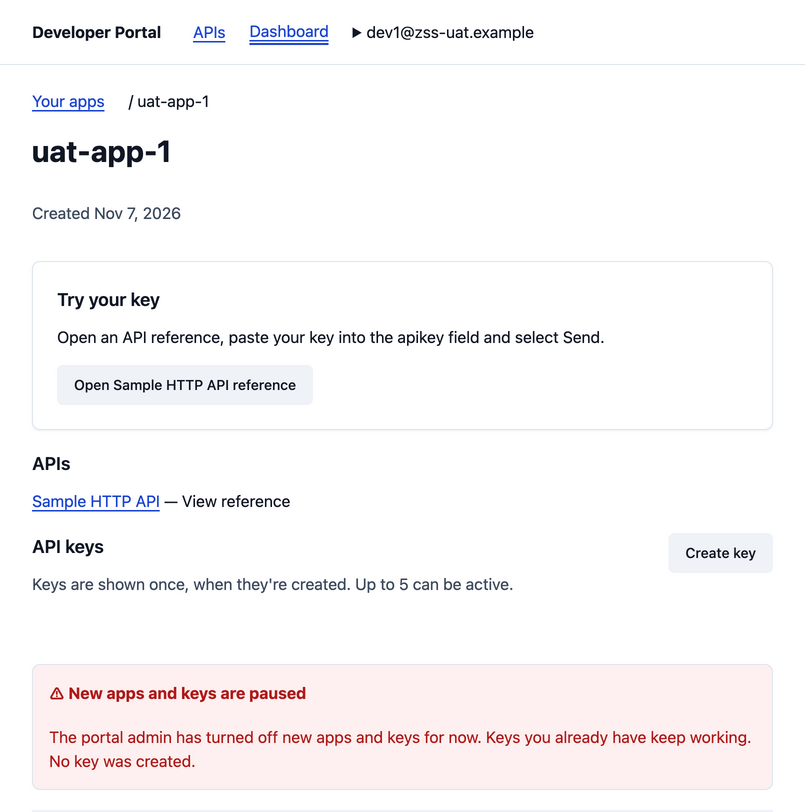 Developer Portal APIs Dashboard ▶ dev1@zss-uat.example
Your apps / uat-app-1
uat-app-1
Created Nov 7, 2026
Try your key
Open an API reference, paste your key into the apikey field and select Send.
Open Sample HTTP API reference
APIs
Sample HTTP API — View reference
API keys
Create key
Keys are shown once, when they're created. Up to 5 can be active.
New apps and keys are paused
The portal admin has turned off new apps and keys for now. Keys you already have keep working.
No key was created.